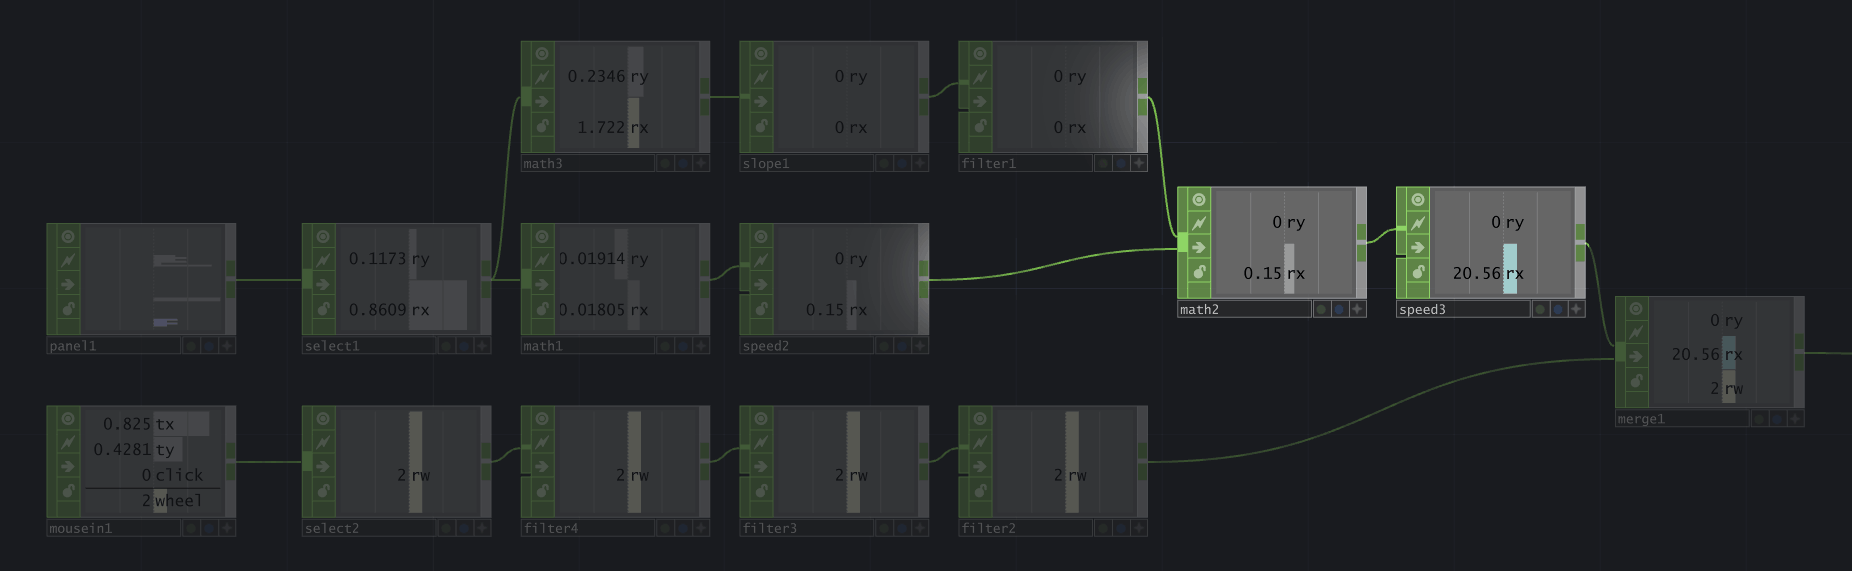 0.2346 ry
1.722 rx
math3
0 ry
0 rx
slope1
0 ry
0 rx
filter1
0 ry
0.15 rx
math2
0 ry
20.56 rx
speed3
panel1
0.1173 ry
0.8609 rx
select1
0.01914 ry
0.01805 rx
math1
0 ry
0.15 rx
speed2
0 ry
20.56 rx
2 rw
merge1
0.825 tx
0.4281 ty
0 click
2 wheel
mousein1
2 rw
select2
2 rw
filter4
2 rw
filter3
2 rw
filter2